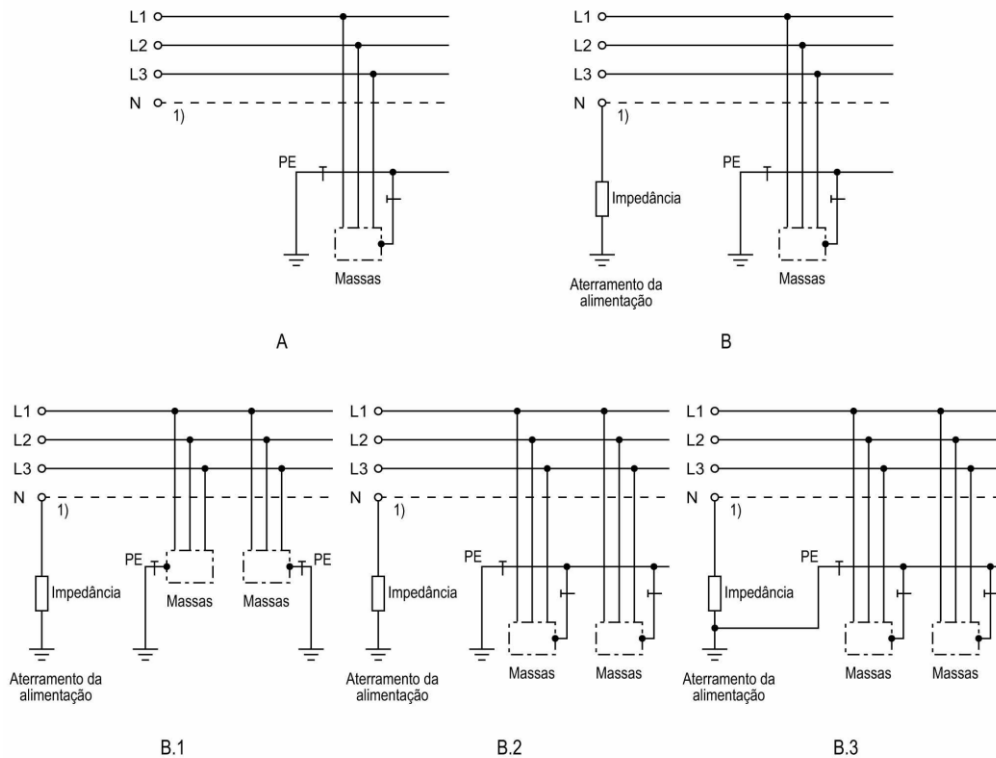 L1
L2
L3
N
1)
PE
Massas
A
L1
L2
L3
N
1)
PE
Impedância
Massas
Aterramento da
alimentação
B
L1
L2
L3
N
1)
PE
PE
Impedância
Massas
Massas
Aterramento da
alimentação
B.1
L1
L2
L3
N
1)
PE
Impedância
Massas
Massas
Aterramento da
alimentação
B.2
L1
L2
L3
N
1)
PE
Impedância
Massas
Massas
Aterramento da
alimentação
B.3